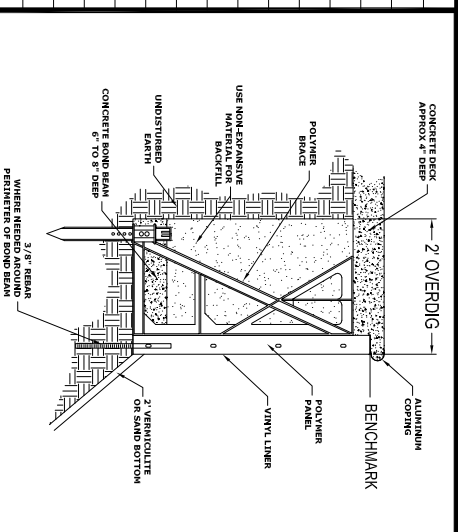 CONCRETE DECK
APPROX 4" DEEP
2' OVERDIG
ALUMINUM
COPING
BENCHMARK
POLYMER
BRACE
USE NON-EXPANSIVE
MATERIAL FOR
BACKFILL
POLYMER
PANEL
VINYL LINER
UNDISTURBED
EARTH
CONCRETE BOND BEAM
6" TO 8" DEEP
2' VERMICULITE
OR SAND BOTTOM
3/8" REBAR
WHERE NEEDED AROUND
PERIMETER OF BOND BEAM